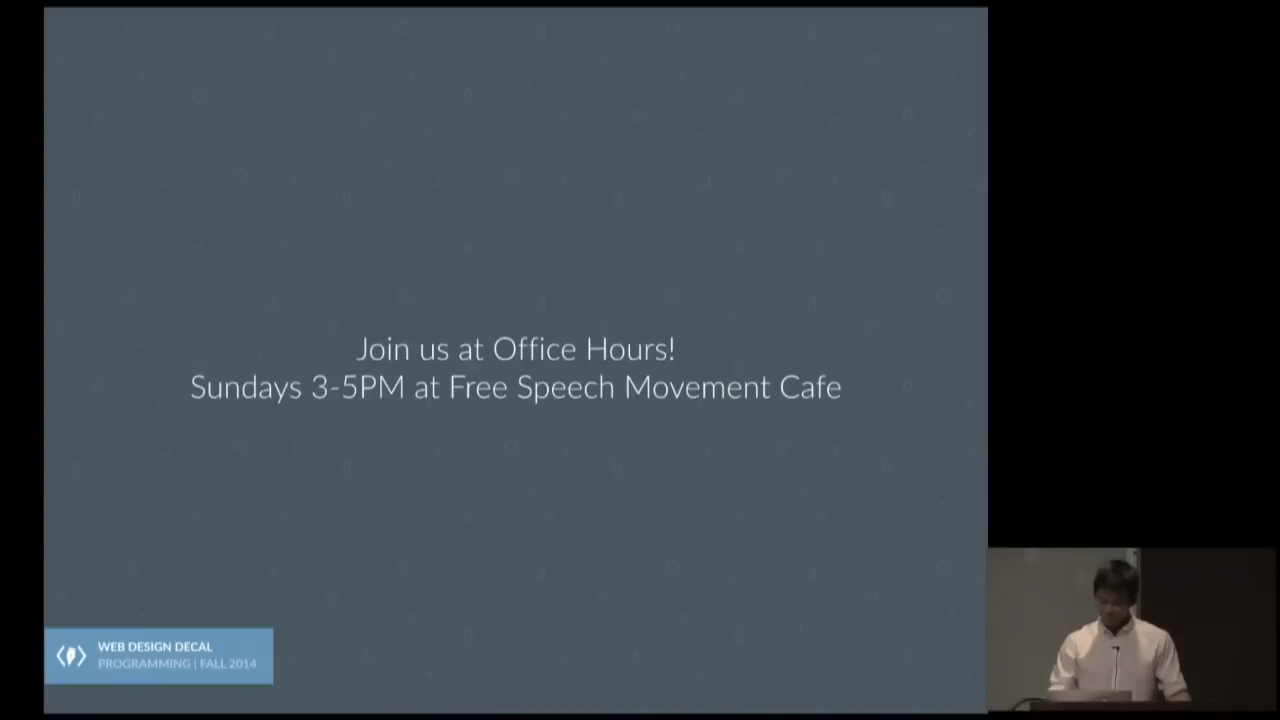 Join us at Office Hours!
Sundays 3-5PM at Free Speech Movement Cafe
WEB DESIGN DECAL
PROGRAMMING | FALL 2014